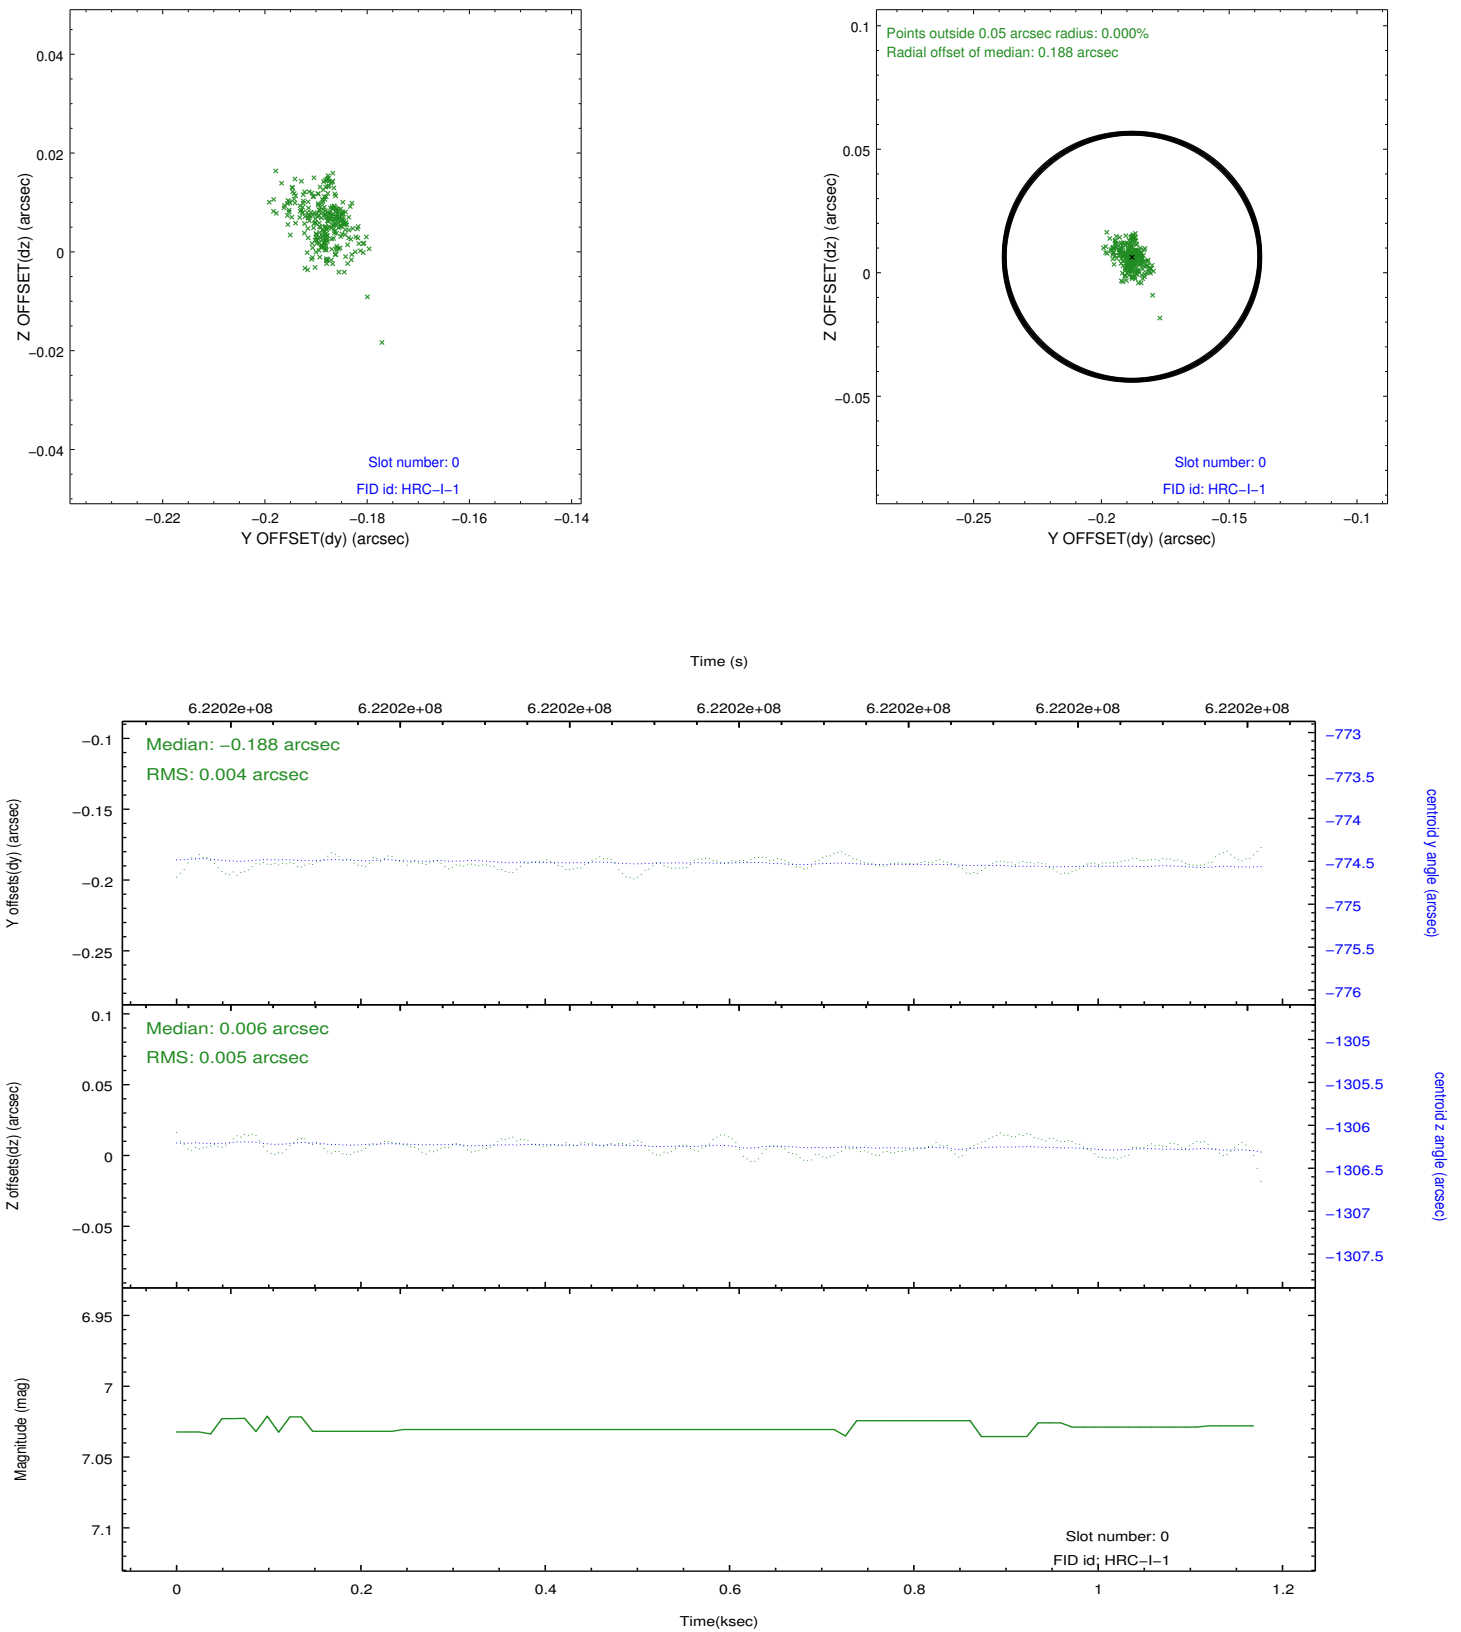 0.04
0.02
0
−0.02
−0.04
Z OFFSET(dz) (arcsec)
Slot number: 0
FID id: HRC−I−1
−0.22
−0.2
−0.18
−0.16
−0.14
Y OFFSET(dy) (arcsec)
Points outside 0.05 arcsec radius: 0.000%
Radial offset of median: 0.188 arcsec
0.1
0.05
0
−0.05
Z OFFSET(dz) (arcsec)
Slot number: 0
FID id: HRC−I−1
−0.25
−0.2
−0.15
−0.1
Y OFFSET(dy) (arcsec)
Time (s)
6.2202e+08
6.2202e+08
6.2202e+08
6.2202e+08
6.2202e+08
6.2202e+08
6.2202e+08
Median: −0.188 arcsec
RMS: 0.004 arcsec
−0.1
−0.15
−0.2
−0.25
Y offsets(dy) (arcsec)
−773
−773.5
−774
−774.5
−775
−775.5
−776
centroid y angle (arcsec)
Median: 0.006 arcsec
RMS: 0.005 arcsec
0.1
0.05
0
−0.05
Z offsets(dz) (arcsec)
−1305
−1305.5
−1306
−1306.5
−1307
−1307.5
centroid z angle (arcsec)
6.95
7
7.05
7.1
Magnitude (mag)
Slot number: 0
FID id: HRC−I−1
0
0.2
0.4
0.6
0.8
1
1.2
Time(ksec)